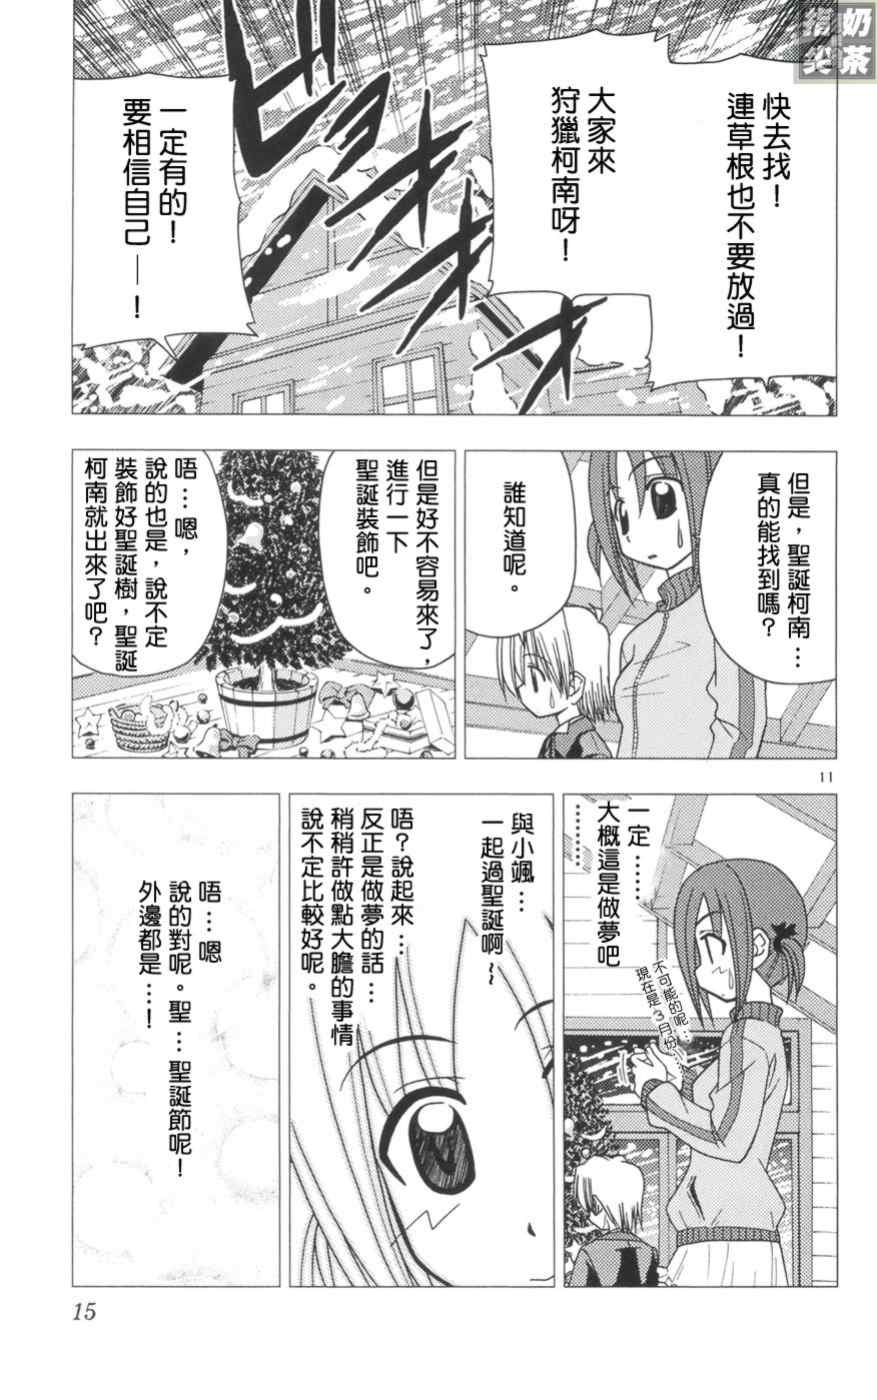 快去找！
連草根也不要放過！
大家來
狩獵柯南呀！
一定有的！
要相信自己—！
但是，聖誕柯南…
真的能找到嗎？
誰知道呢。
但是好不容易來了，
進行一下
聖誕裝飾吧。
唔…嗯，
說的也是，說不定
裝飾好聖誕樹，聖誕
柯南就出來了吧？
11
一定……
大概這是做夢吧
………
不可能的呢…
現在是3月份……
與小颯…
一起過聖誕啊~
唔？說起來…
反正是做夢的話…
稍稍許做點大膽的事情
說不定比較好呢。
唔…嗯
說的對呢。聖…聖誕節呢！
外邊都是…！
15
指尖
奶茶